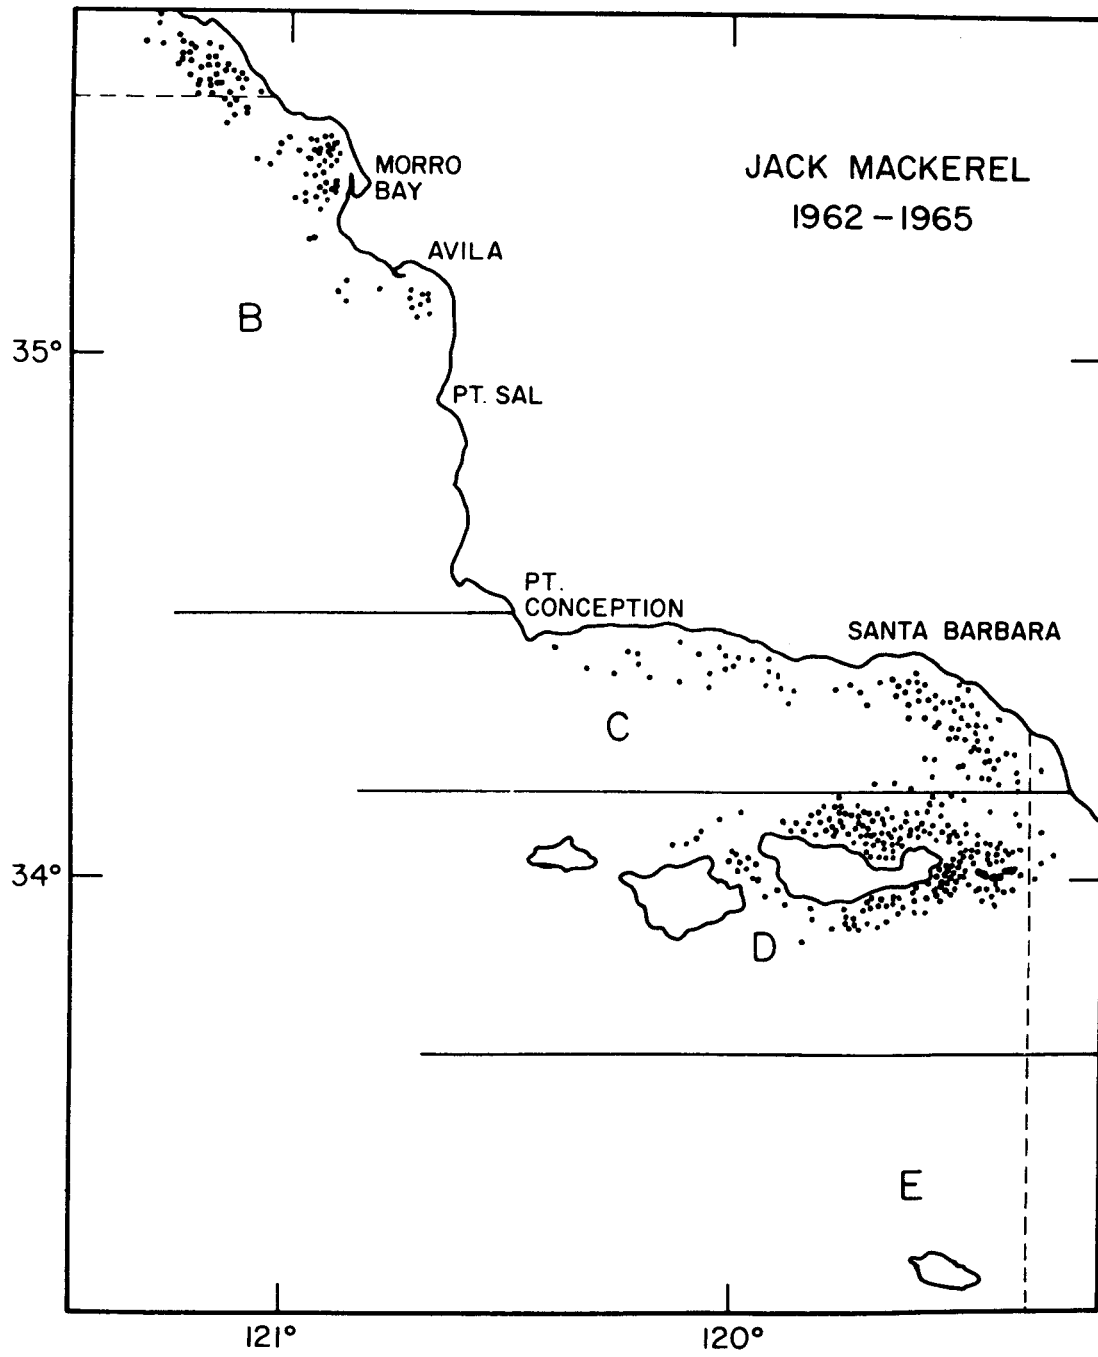 JACK MACKEREL
1962–1965
MORRO
BAY
AVILA
B
35°
PT. SAL
PT.
CONCEPTION
SANTA BARBARA
C
34°
D
E
121°
120°